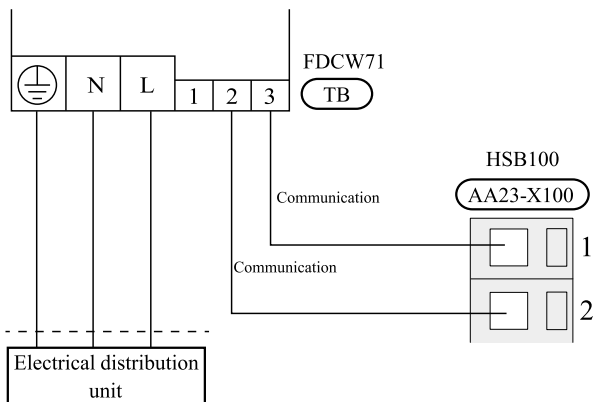 FDCW71
TB
N
L
1
2
3
HSB100
AA23-X100
Communication
1
Communication
2
Electrical distribution
unit